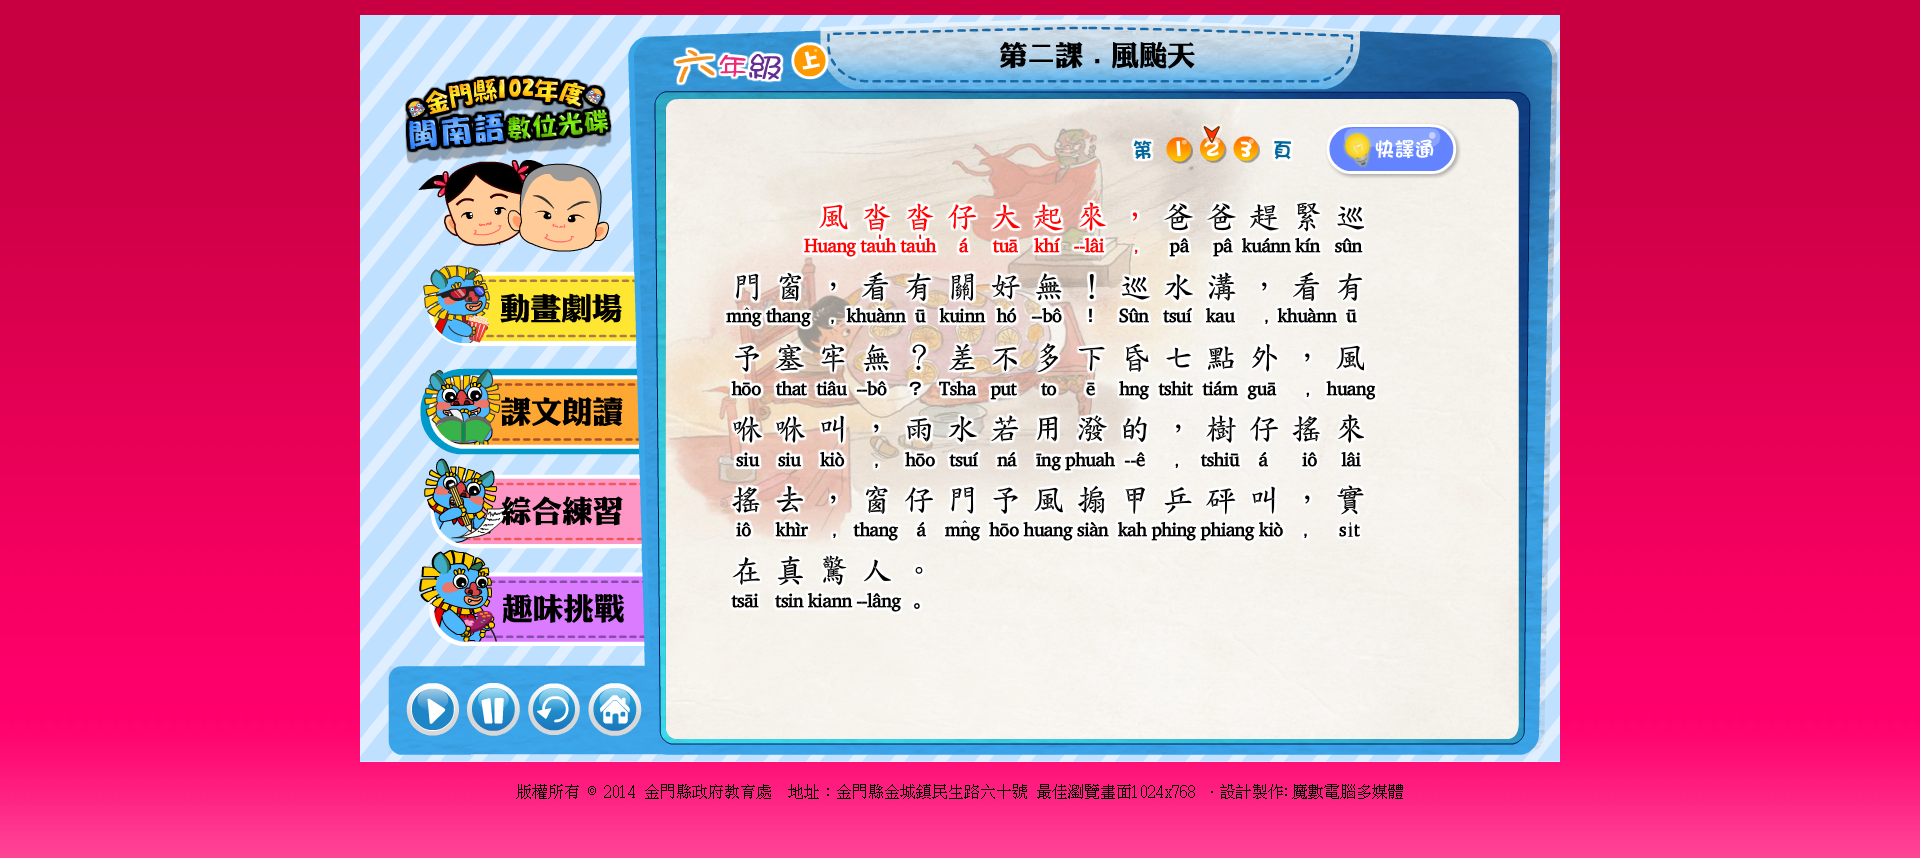 金門縣102年度
閩南語數位光碟
動畫劇場
課文朗讀
綜合練習
趣味挑戰
六年級 上
第二課．風颱天
第 1 2 3 頁
快譯通
風沓沓仔大起來，爸爸趕緊巡
Huang ta̍uh ta̍uh á tuā khí --lâi , pâ pâ kuánn kín sûn
門窗，看有關好無！巡水溝，看有
mn̂g thang , khuànn ū kuinn hó --bô ! Sûn tsuí kau , khuànn ū
予塞牢無？差不多下昏七點外，風
hōo that tiâu --bô ? Tsha put to ē hng tshit tiám guā , huang
咻咻叫，雨水若用潑的，樹仔搖來
siu siu kiò , hōo tsuí ná īng phuah --ê , tshiū á iô lâi
搖去，窗仔門予風搧甲乒砰叫，實
iô khìr , thang á mn̂g hōo huang siàn kah phing phiang kiò , si̍t
在真驚人。
tsāi tsin kiann --lâng 。
版權所有 © 2014 金門縣政府教育處 地址：金門縣金城鎮民生路六十號 最佳瀏覽畫面1024x768 ．設計製作: 魔數電腦多媒體